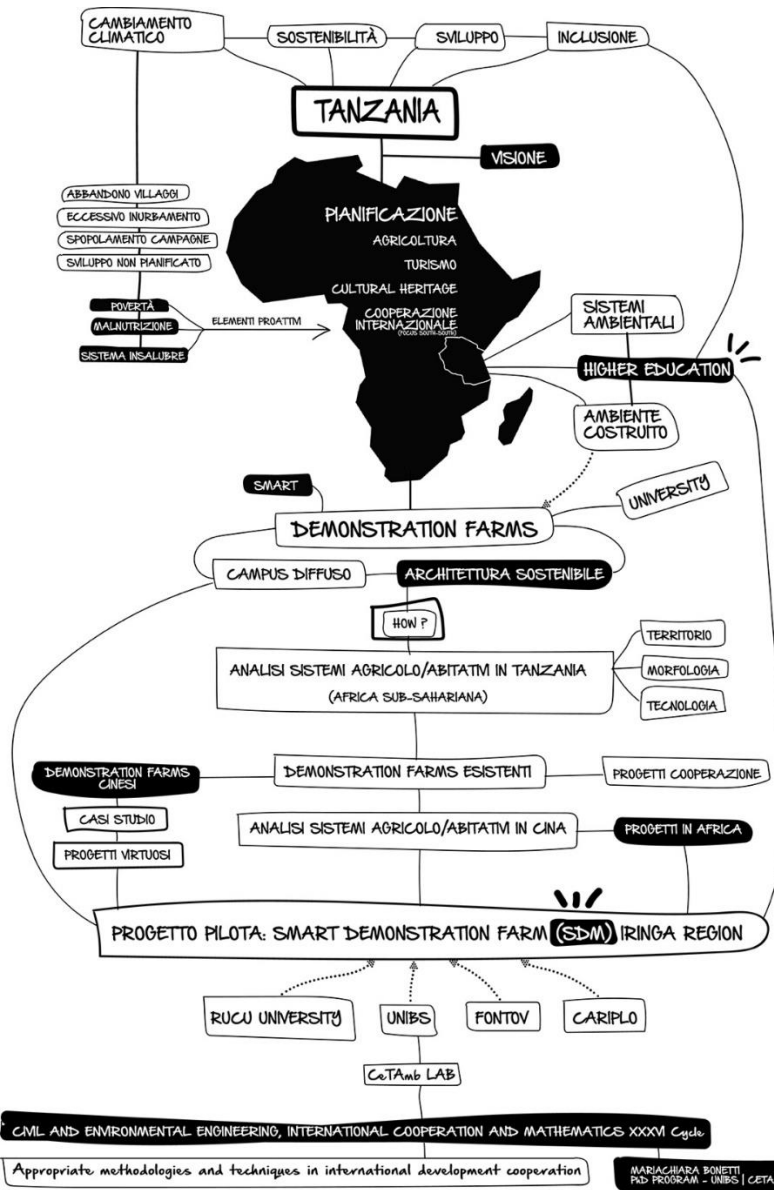 CAMBIAMENTO
CLIMATICO
SOSTENIBILITÀ
SVILUPPO
INCLUSIONE
TANZANIA
VISIONE
ABBANDONO VILLAGGI
ECCESSIVO INURBAMENTO
SPOPOLAMENTO CAMPAGNE
SVILUPPO NON PIANIFICATO
POVERTÀ
MALNUTRIZIONE
SISTEMA INSALUBRE
ELEMENTI PROATTIVI
PIANIFICAZIONE
AGRICOLTURA
TURISMO
CULTURAL HERITAGE
COOPERAZIONE
INTERNAZIONALE
(FOCUS SOUTH-SOUTH)
SISTEMI
AMBIENTALI
HIGHER EDUCATION
AMBIENTE
COSTRUITO
SMART
UNIVERSITY
DEMONSTRATION FARMS
CAMPUS DIFFUSO
ARCHITETTURA SOSTENIBILE
HOW ?
ANALISI SISTEMI AGRICOLO/ABITATIVI IN TANZANIA
(AFRICA SUB-SAHARIANA)
TERRITORIO
MORFOLOGIA
TECNOLOGIA
DEMONSTRATION FARMS
CINESI
DEMONSTRATION FARMS ESISTENTI
PROGETTI COOPERAZIONE
CASI STUDIO
ANALISI SISTEMI AGRICOLO/ABITATIVI IN CINA
PROGETTI IN AFRICA
PROGETTI VIRTUOSI
PROGETTO PILOTA: SMART DEMONSTRATION FARM (SDM) IRINGA REGION
RUCU UNIVERSITY
UNIBS
FONTOV
CARIPLO
CeTAmb LAB
CIVIL AND ENVIRONMENTAL ENGINEERING, INTERNATIONAL COOPERATION AND MATHEMATICS XXXVI Cycle
Appropriate methodologies and techniques in international development cooperation
MARIACHIARA BONETTI
PhD PROGRAM - UNIBS | CETA